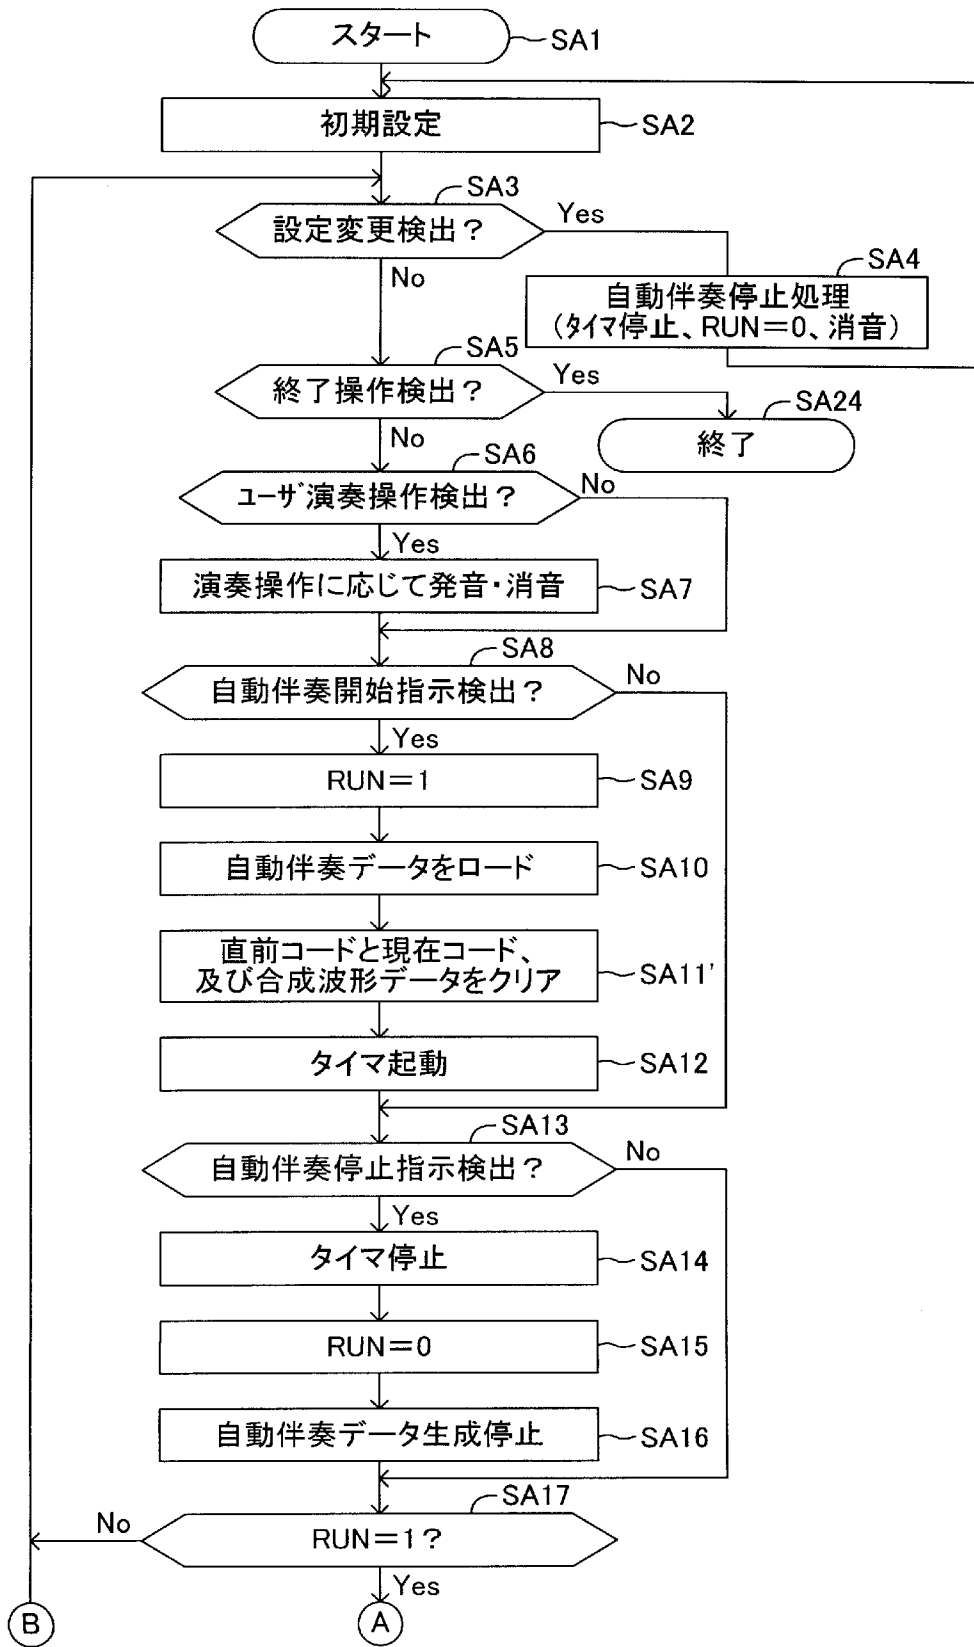 スタート
SA1
初期設定
SA2
SA3
設定変更検出？
Yes
No
SA4
自動伴奏停止処理
（タイマ停止、RUN＝0、消音）
SA5
終了操作検出？
Yes
No
SA24
終了
SA6
ユーザ演奏操作検出？
No
Yes
演奏操作に応じて発音・消音
SA7
SA8
自動伴奏開始指示検出？
No
Yes
RUN＝1
SA9
自動伴奏データをロード
SA10
直前コードと現在コード、
及び合成波形データをクリア
SA11'
タイマ起動
SA12
SA13
自動伴奏停止指示検出？
No
Yes
タイマ停止
SA14
RUN＝0
SA15
自動伴奏データ生成停止
SA16
SA17
No
RUN＝1？
Yes
B
A